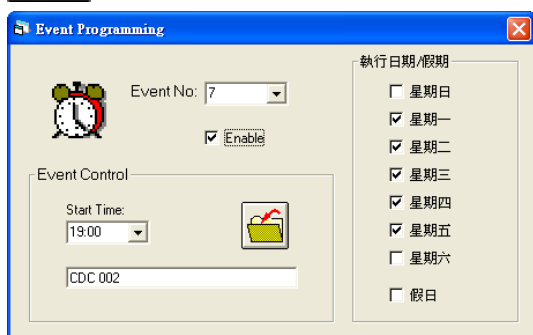 Event Programming
Event No: 7
Enable
Event Control
Start Time:
19:00
CDC 002
執行日期/假期
星期日
星期一
星期二
星期三
星期四
星期五
星期六
假日